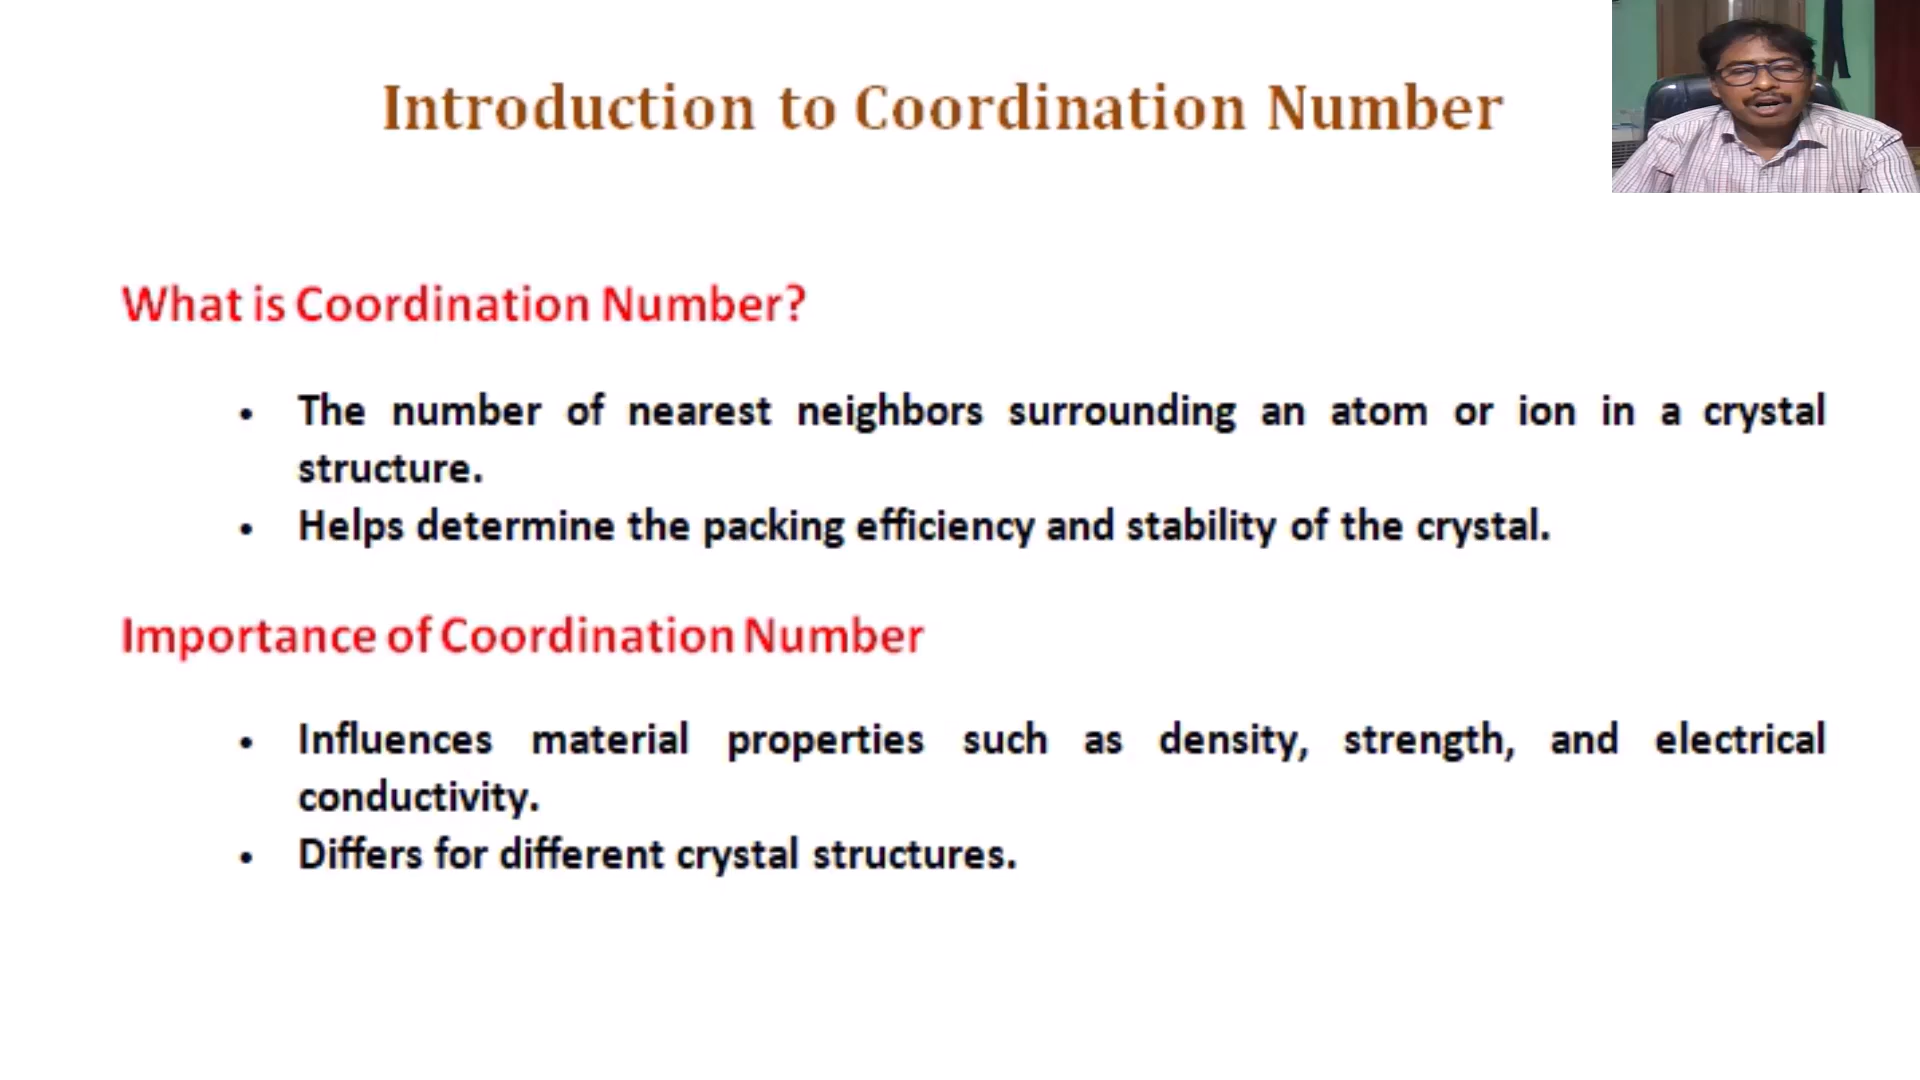 Introduction to Coordination Number
What is Coordination Number?
• The number of nearest neighbors surrounding an atom or ion in a crystal
structure.
• Helps determine the packing efficiency and stability of the crystal.
Importance of Coordination Number
• Influences material properties such as density, strength, and electrical
conductivity.
• Differs for different crystal structures.